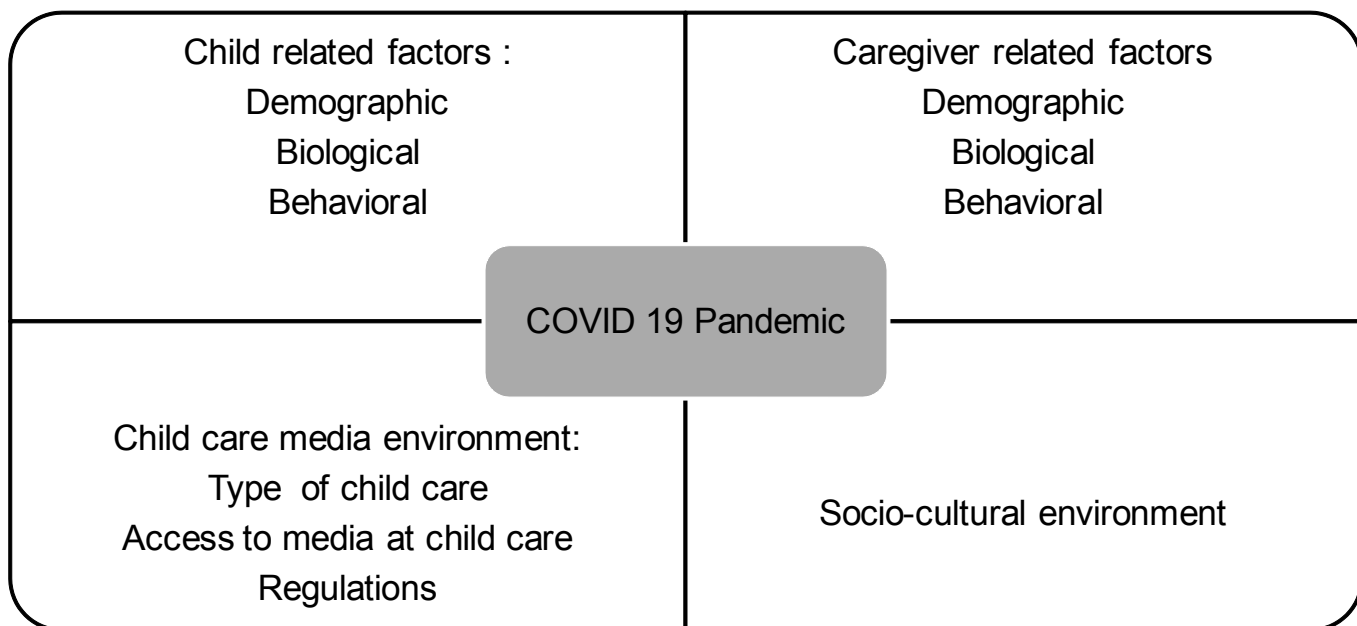 Child related factors :
Demographic
Biological
Behavioral
Caregiver related factors
Demographic
Biological
Behavioral
COVID 19 Pandemic
Child care media environment:
Type of child care
Access to media at child care
Regulations
Socio-cultural environment